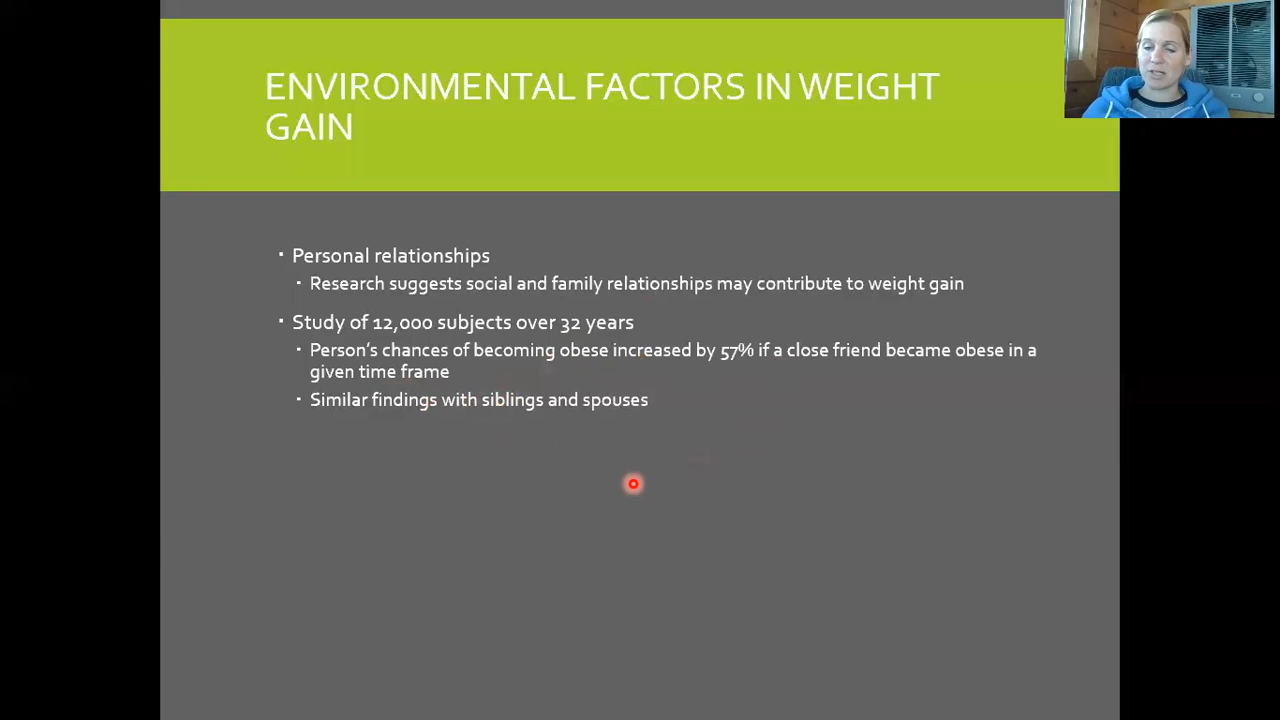 ENVIRONMENTAL FACTORS IN WEIGHT
GAIN
▪ Personal relationships
▪ Research suggests social and family relationships may contribute to weight gain
▪ Study of 12,000 subjects over 32 years
▪ Person's chances of becoming obese increased by 57% if a close friend became obese in a
given time frame
▪ Similar findings with siblings and spouses